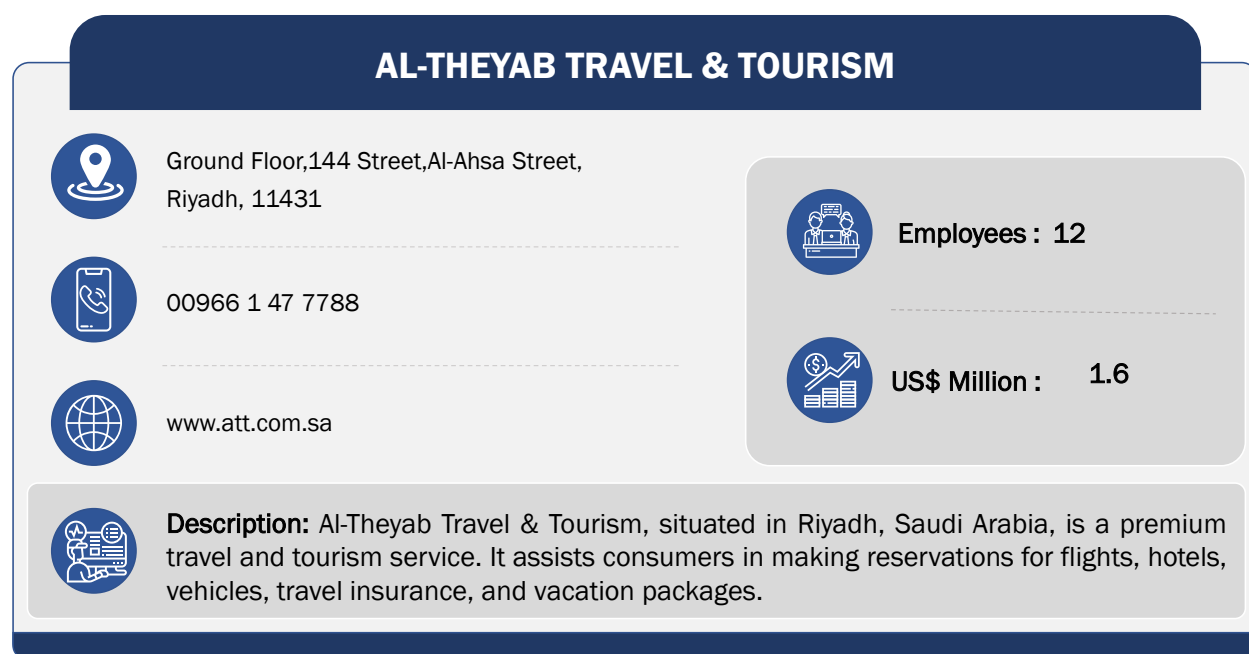 AL-THEYAB TRAVEL & TOURISM
Ground Floor,144 Street,Al-Ahsa Street,
Riyadh, 11431
00966 1 47 7788
www.att.com.sa
Employees : 12
US$ Million : 1.6
Description: Al-Theyab Travel & Tourism, situated in Riyadh, Saudi Arabia, is a premium
travel and tourism service. It assists consumers in making reservations for flights, hotels,
vehicles, travel insurance, and vacation packages.